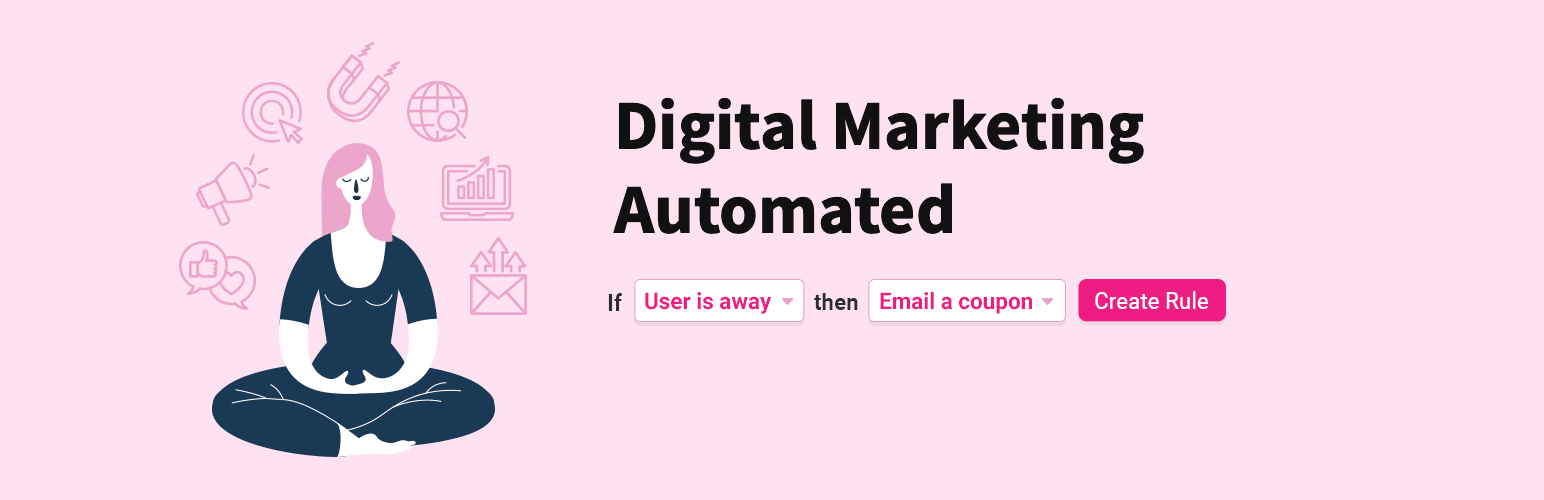 Digital Marketing
Automated
If User is away then Email a coupon Create Rule